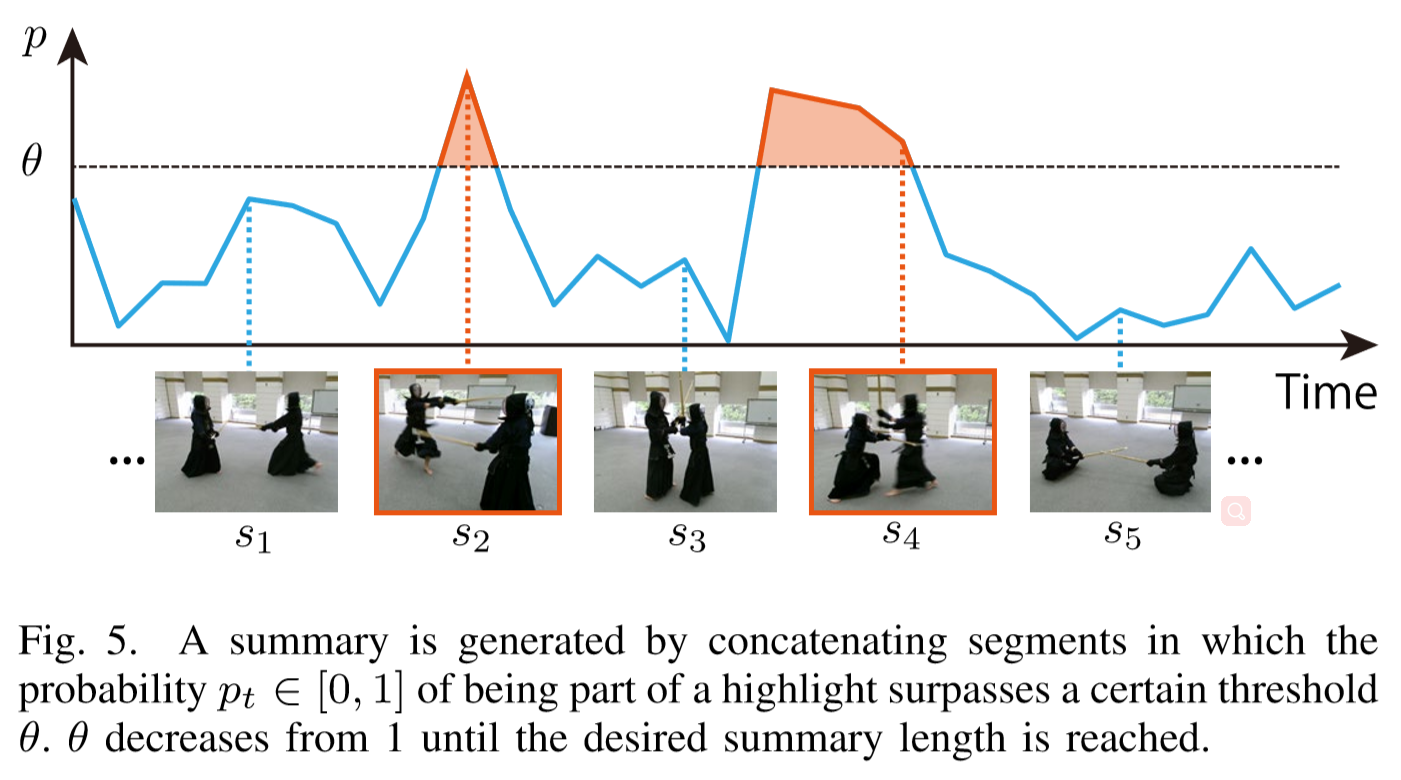 p
θ
Time
... ...
s1 s2 s3 s4 s5
Fig. 5. A summary is generated by concatenating segments in which the
probability pt ∈ [0, 1] of being part of a highlight surpasses a certain threshold
θ. θ decreases from 1 until the desired summary length is reached.